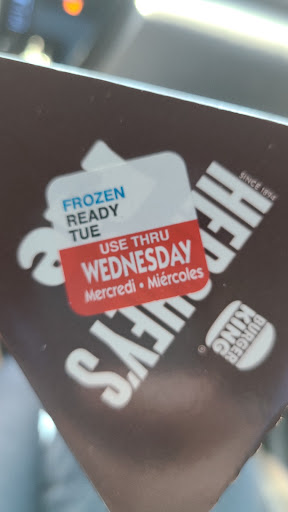 FROZEN
READY
TUE
USE THRU
WEDNESDAY
Mercredi • Miércoles
SINCE 1894
HERSHEY'S
BURGER
KING
®